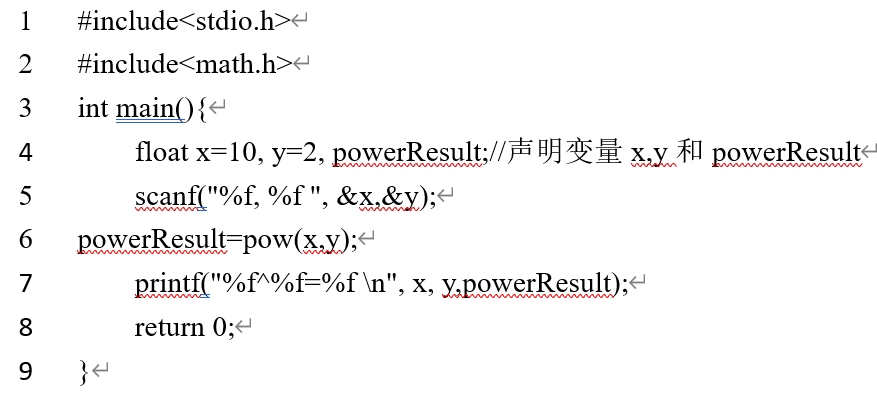 1 #include<stdio.h>↵
2 #include<math.h>↵
3 int main(){↵
4 float x=10, y=2, powerResult;//声明变量 x,y 和 powerResult↵
5 scanf("%f, %f ", &x,&y);↵
6 powerResult=pow(x,y);↵
7 printf("%f^%f=%f \n", x, y,powerResult);↵
8 return 0;↵
9 }↵